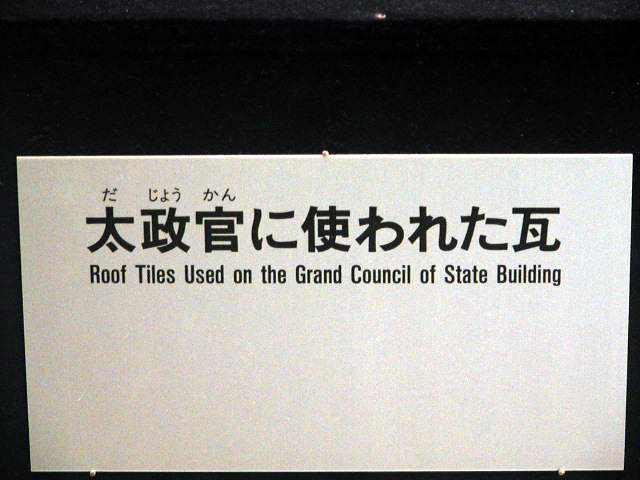 だ じょう かん
太政官に使われた瓦
Roof Tiles Used on the Grand Council of State Building